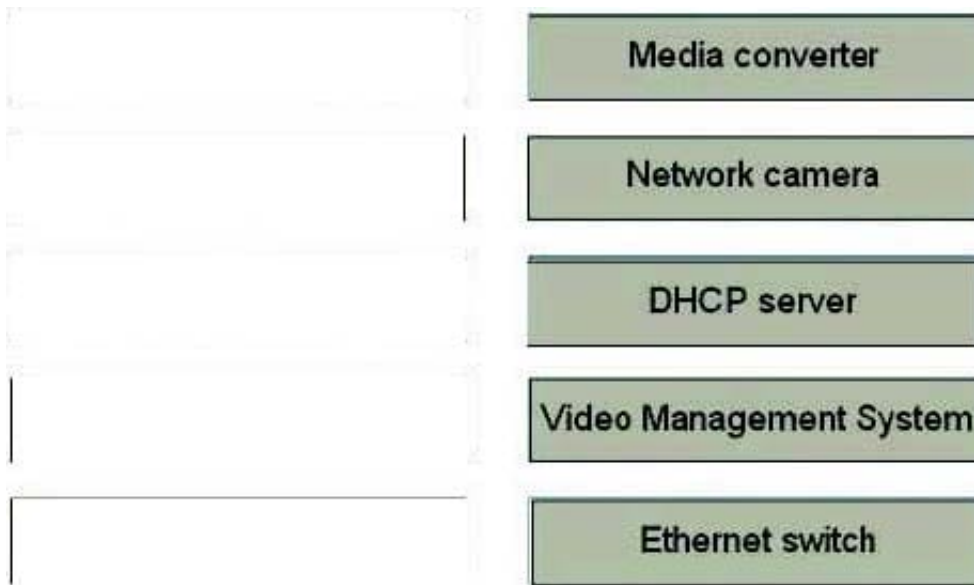 Media converter
Network camera
DHCP server
Video Management System
Ethernet switch